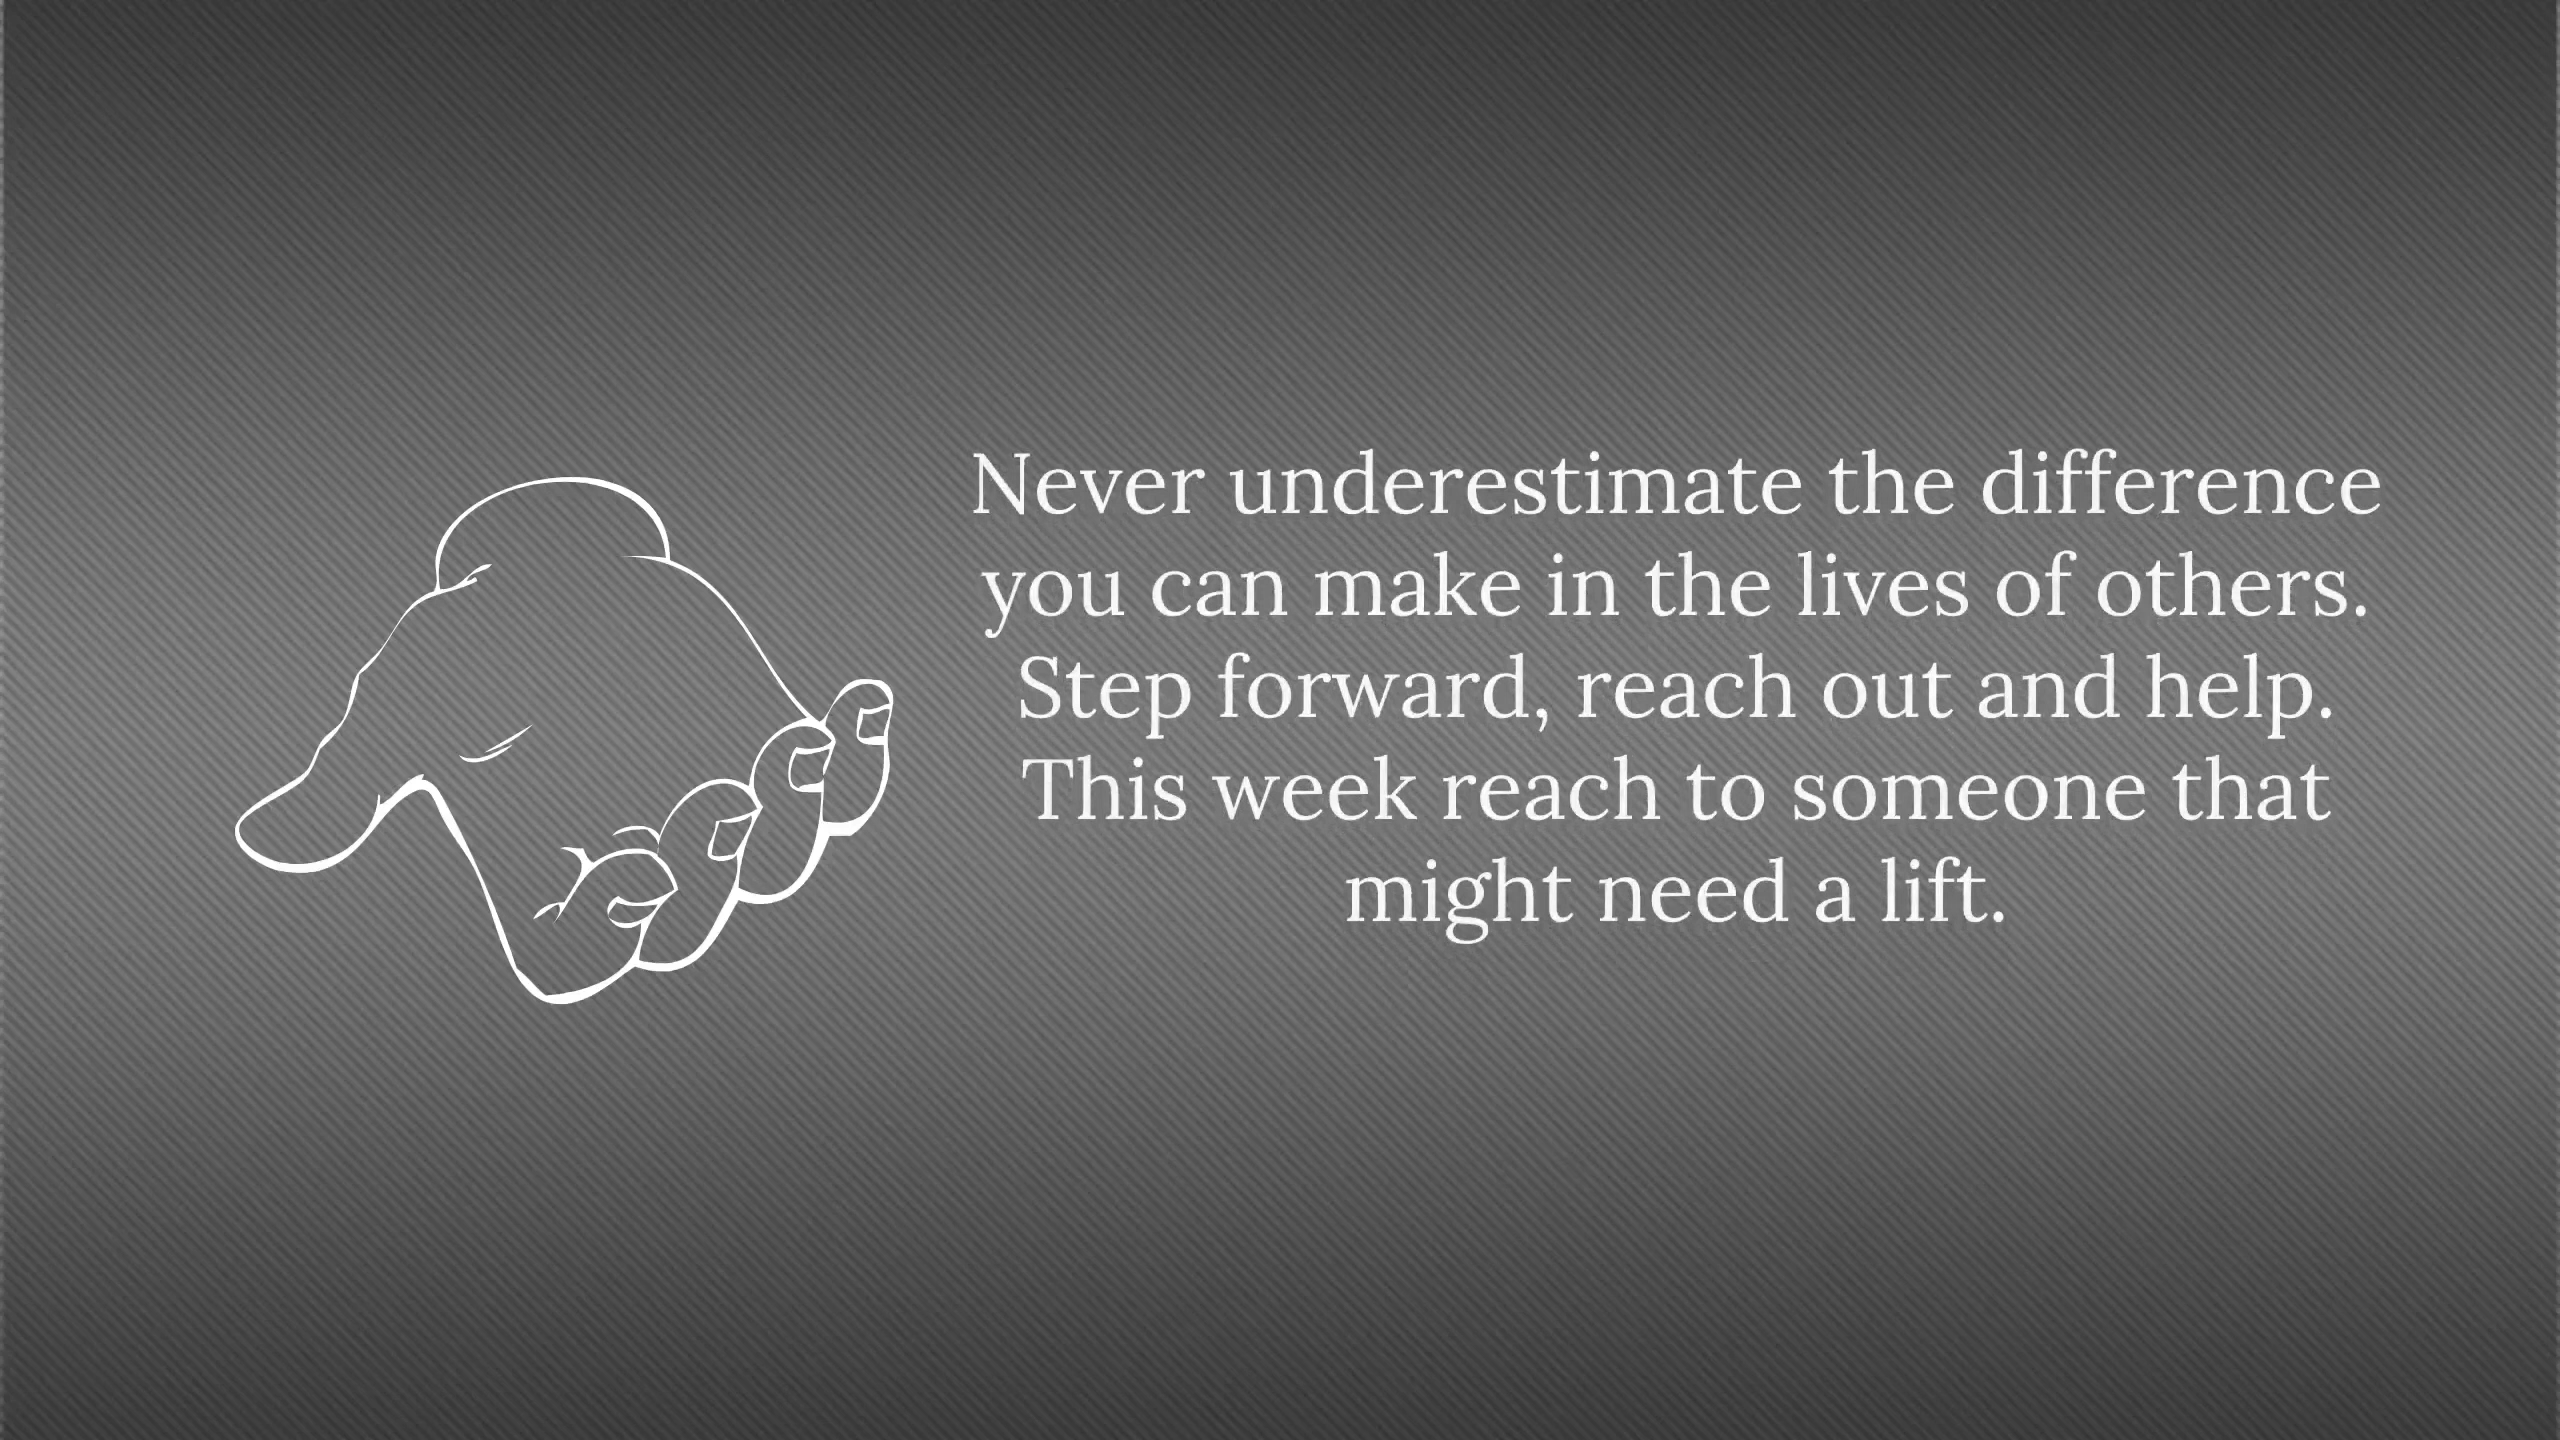 Never underestimate the difference
you can make in the lives of others.
Step forward, reach out and help.
This week reach to someone that
might need a lift.